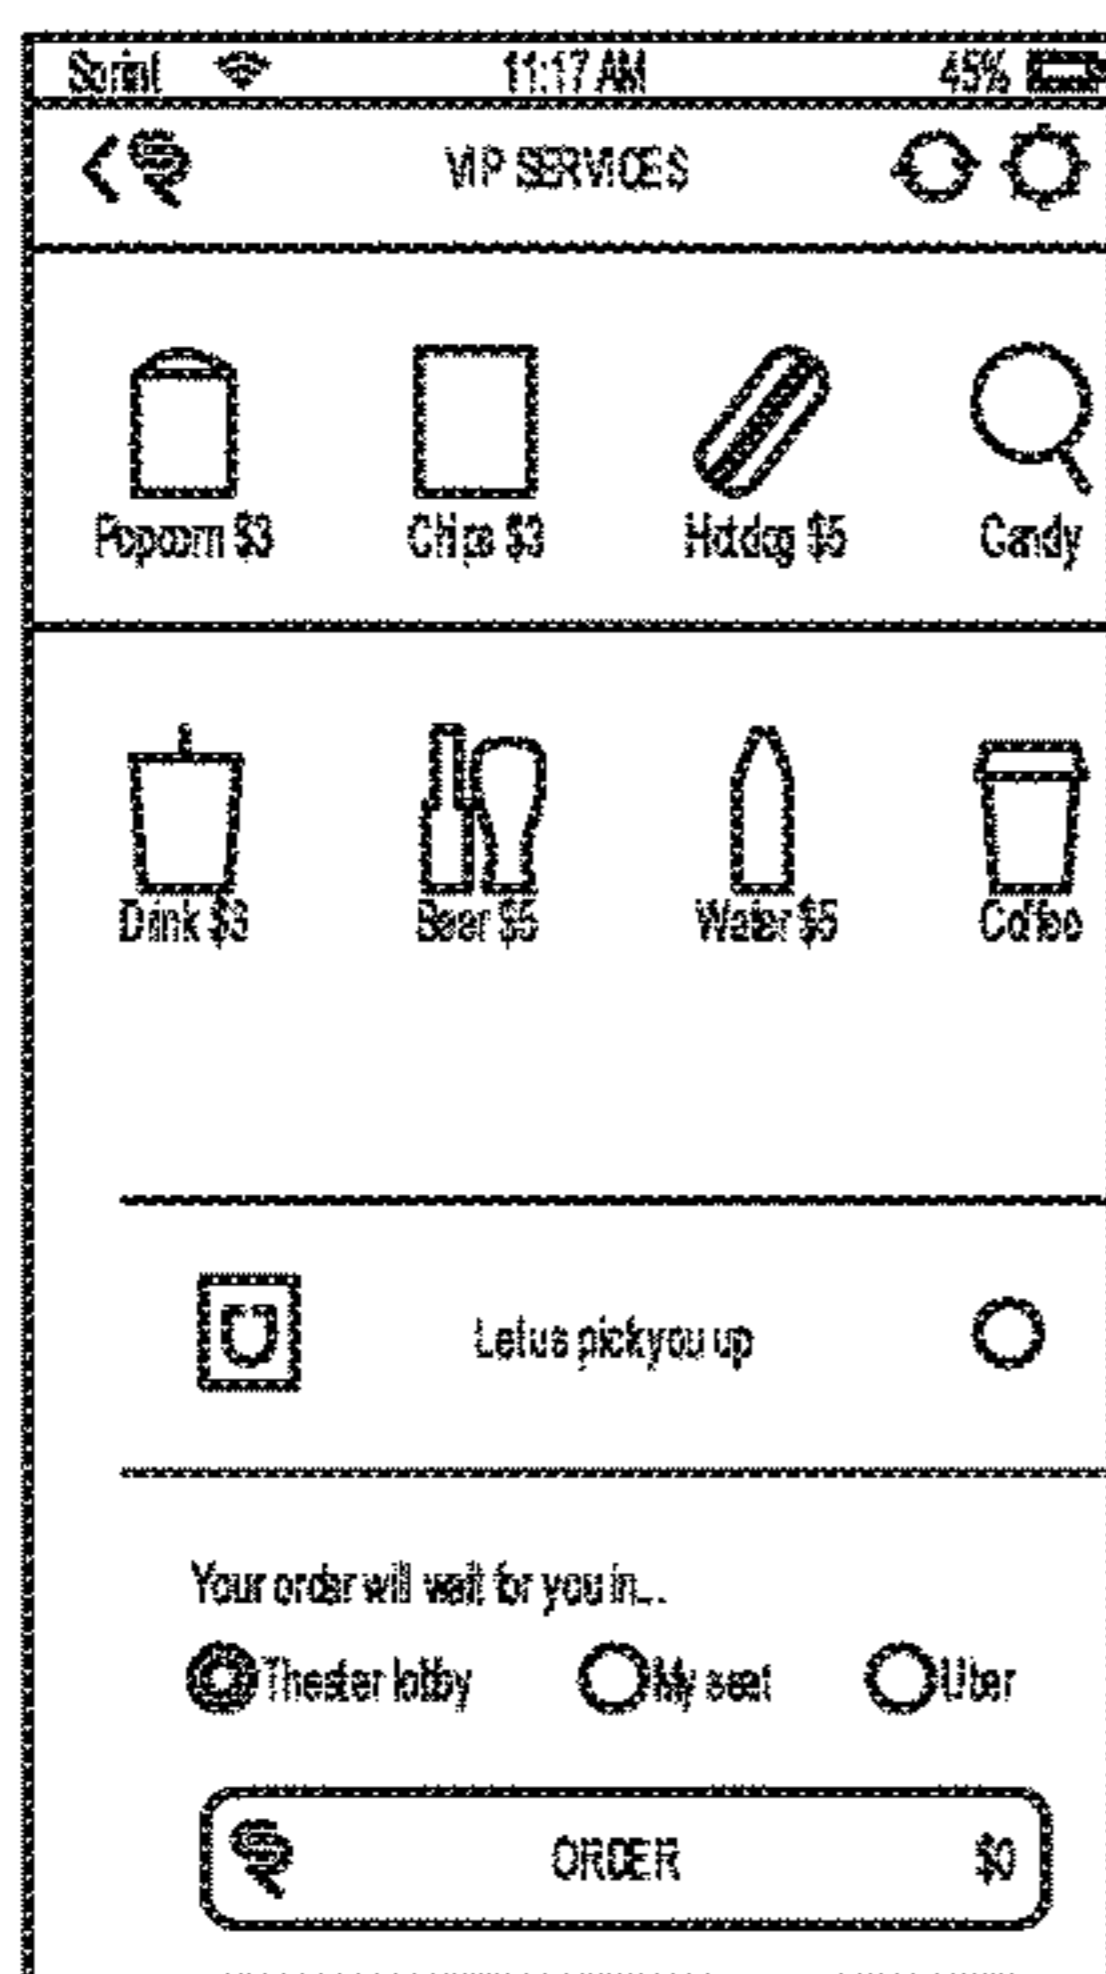 Sprint 11:17 AM 45%
VIP SERVICES
Popcorn $3 Chips $3 Hotdog $5 Candy
Drink $3 Beer $5 Water $5 Coffee
Let us pick you up
Your order will wait for you in...
Theater lobby My seat Uber
ORDER $0